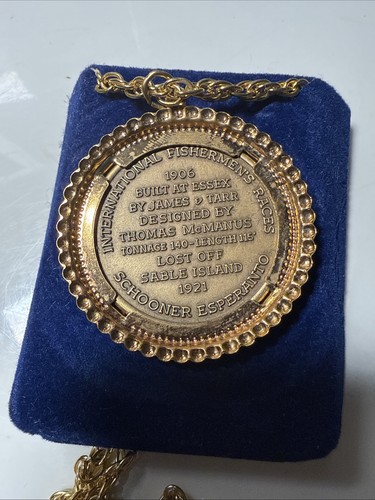 INTERNATIONAL FISHERMEN'S RACES
1906
BUILT AT ESSEX
BY JAMES & TARR
DESIGNED BY
THOMAS McMANUS
TONNAGE 140-LENGTH 115'
LOST OFF
SABLE ISLAND
1921
SCHOONER ESPERANTO